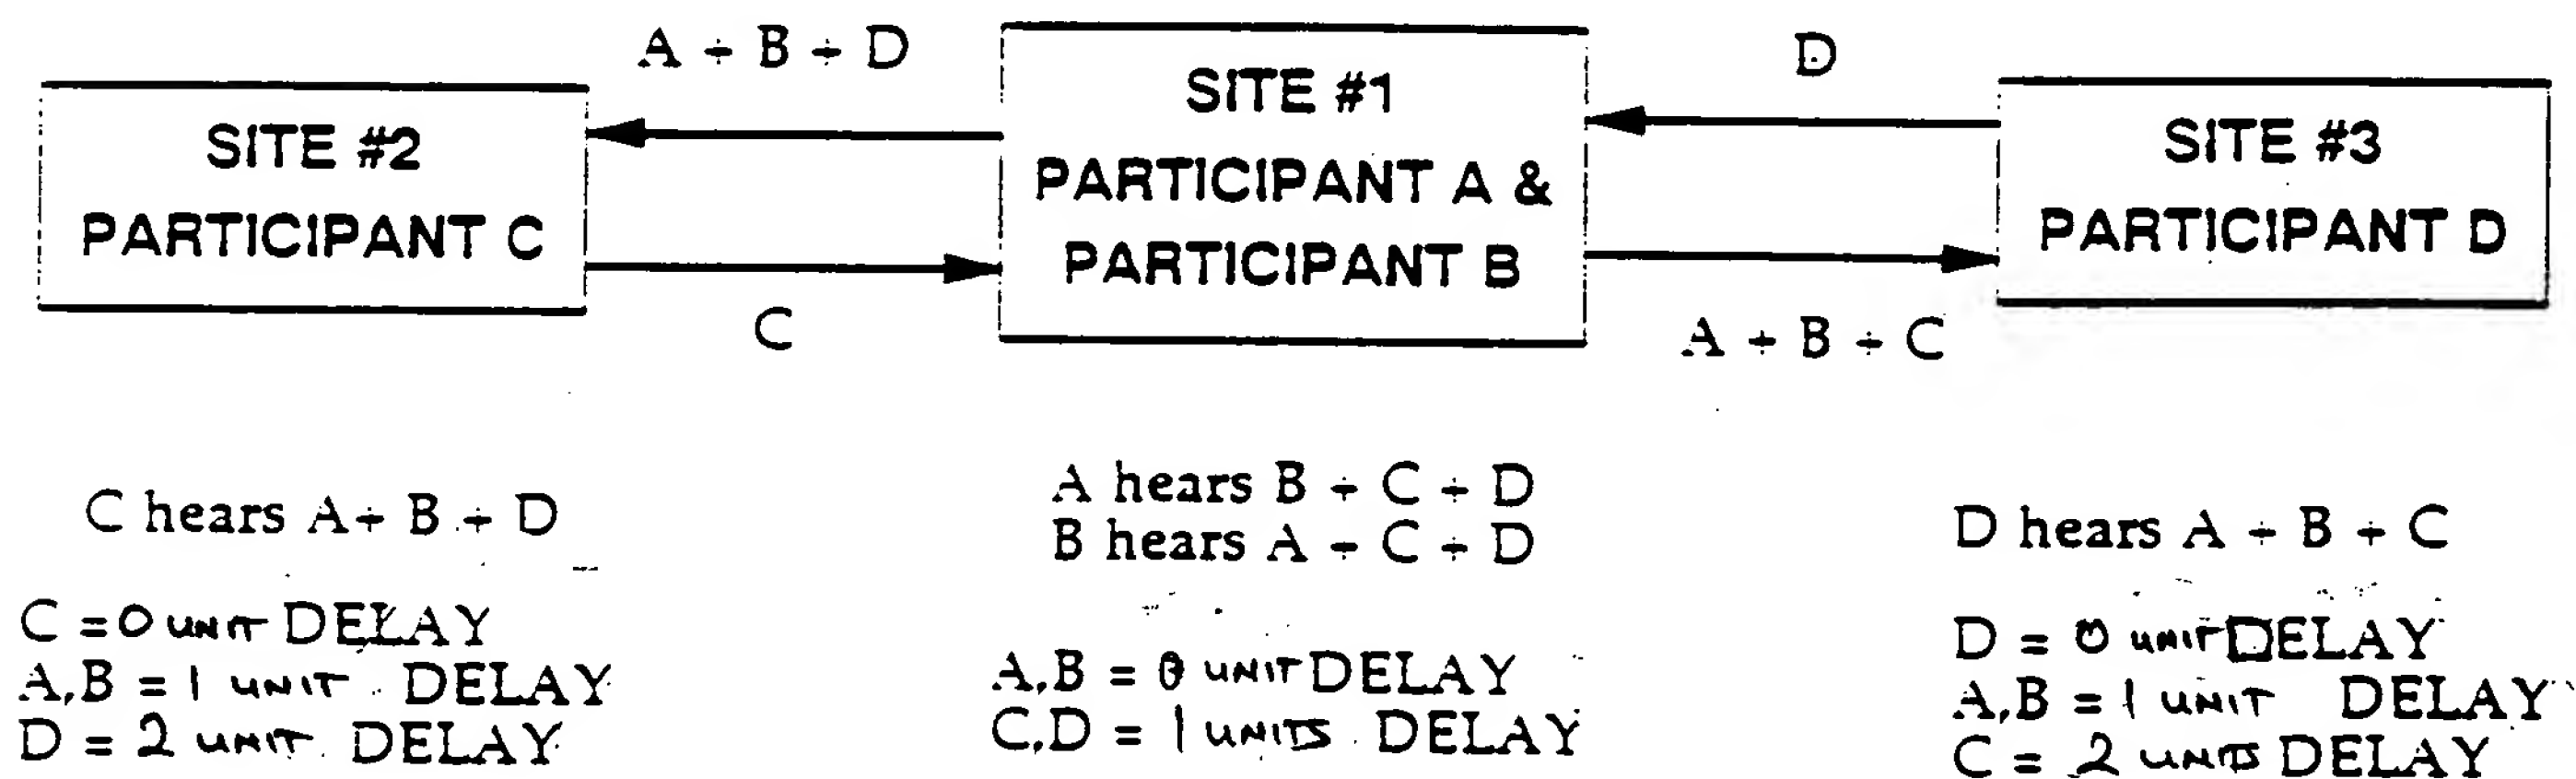 A + B + D
D
SITE #2
PARTICIPANT C
SITE #1
PARTICIPANT A &
PARTICIPANT B
SITE #3
PARTICIPANT D
C
A + B + C
C hears A + B + D
C = 0 UNIT DELAY
A,B = 1 UNIT DELAY
D = 2 UNIT DELAY
A hears B + C + D
B hears A + C + D
A,B = 0 UNIT DELAY
C,D = 1 UNITS DELAY
D hears A + B + C
D = 0 UNIT DELAY
A,B = 1 UNIT DELAY
C = 2 UNITS DELAY